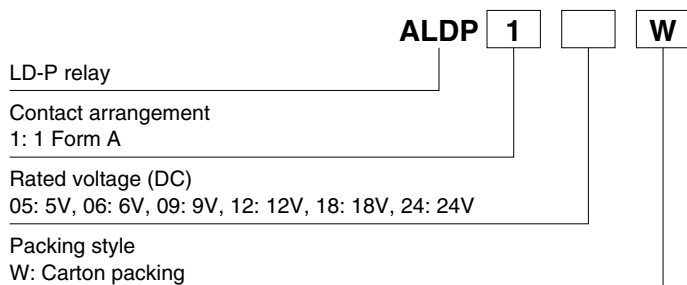 ALDP 1 W
LD-P relay
Contact arrangement
1: 1 Form A
Rated voltage (DC)
05: 5V, 06: 6V, 09: 9V, 12: 12V, 18: 18V, 24: 24V
Packing style
W: Carton packing